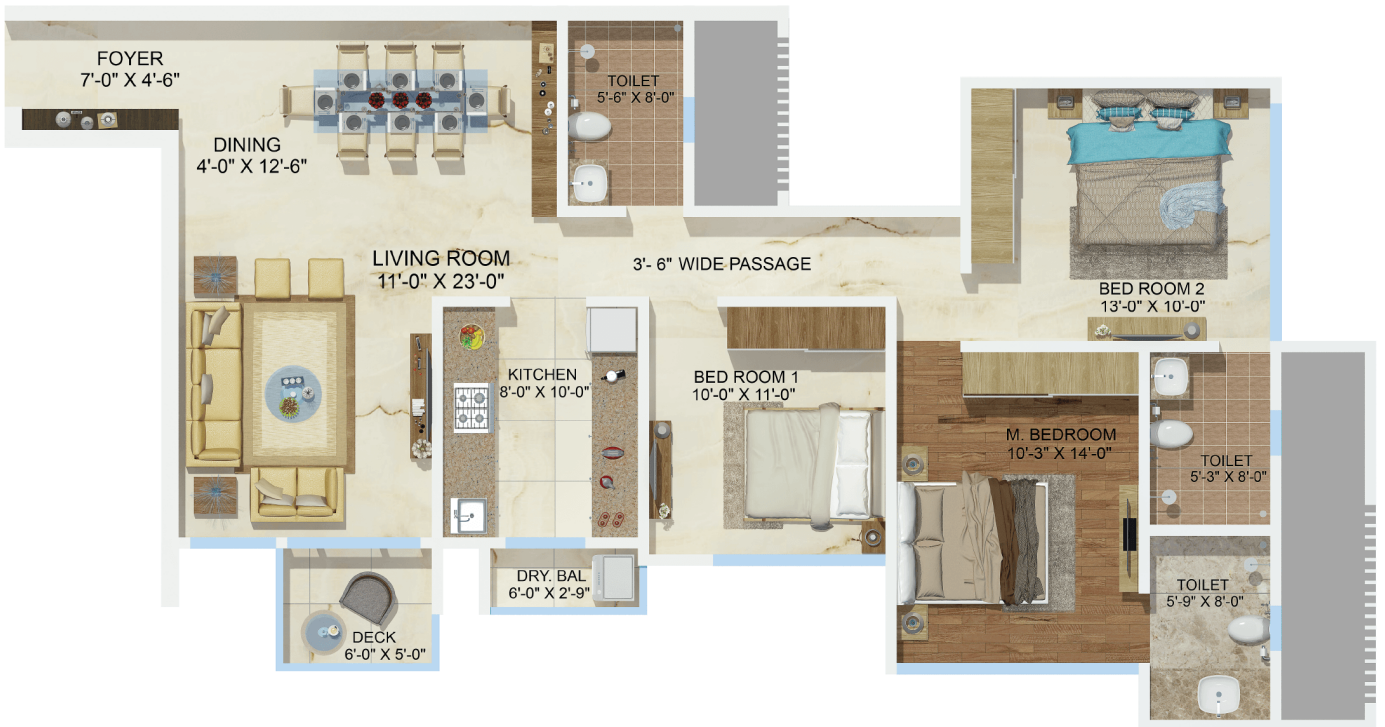 FOYER
7'-0" X 4'-6"
TOILET
5'-6" X 8'-0"
DINING
4'-0" X 12'-6"
LIVING ROOM
11'-0" X 23'-0"
3'- 6" WIDE PASSAGE
BED ROOM 2
13'-0" X 10'-0"
KITCHEN
8'-0" X 10'-0"
BED ROOM 1
10'-0" X 11'-0"
M. BEDROOM
10'-3" X 14'-0"
TOILET
5'-3" X 8'-0"
DRY. BAL
6'-0" X 2'-9"
TOILET
5'-9" X 8'-0"
DECK
6'-0" X 5'-0"